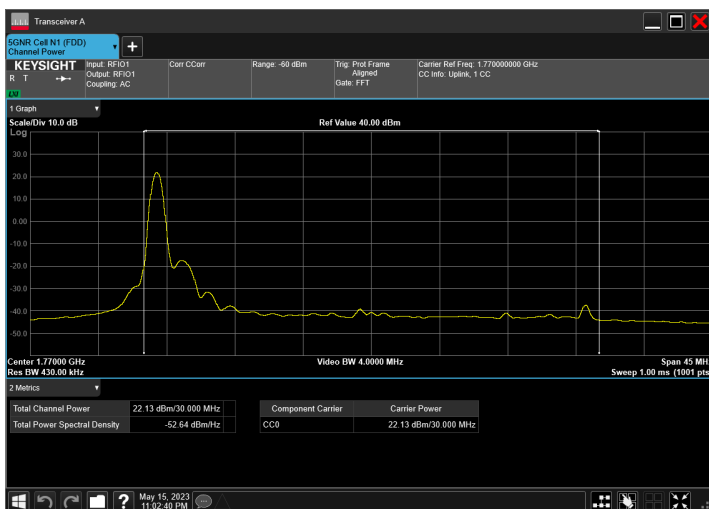 Transceiver A
5GNR Cell N1 (FDD)
Channel Power
KEYSIGHT
R T
LXI
Input: RFIO1
Output: RFIO1
Coupling: AC
Corr CCorr
Range: -60 dBm
Trig: Prot Frame
Aligned
Gate: FFT
Carrier Ref Freq: 1.770000000 GHz
CC Info: Uplink, 1 CC
1 Graph
Scale/Div 10.0 dB
Ref Value 40.00 dBm
Log
30.0
20.0
10.0
0.00
-10.0
-20.0
-30.0
-40.0
-50.0
Center 1.77000 GHz
Video BW 4.0000 MHz
Span 45 MHz
Res BW 430.00 kHz
Sweep 1.00 ms (1001 pts
2 Metrics
Total Channel Power 22.13 dBm/30.000 MHz
Total Power Spectral Density -52.64 dBm/Hz
Component Carrier Carrier Power
CC0 22.13 dBm/30.000 MHz
?
May 15, 2023
11:02:40 PM